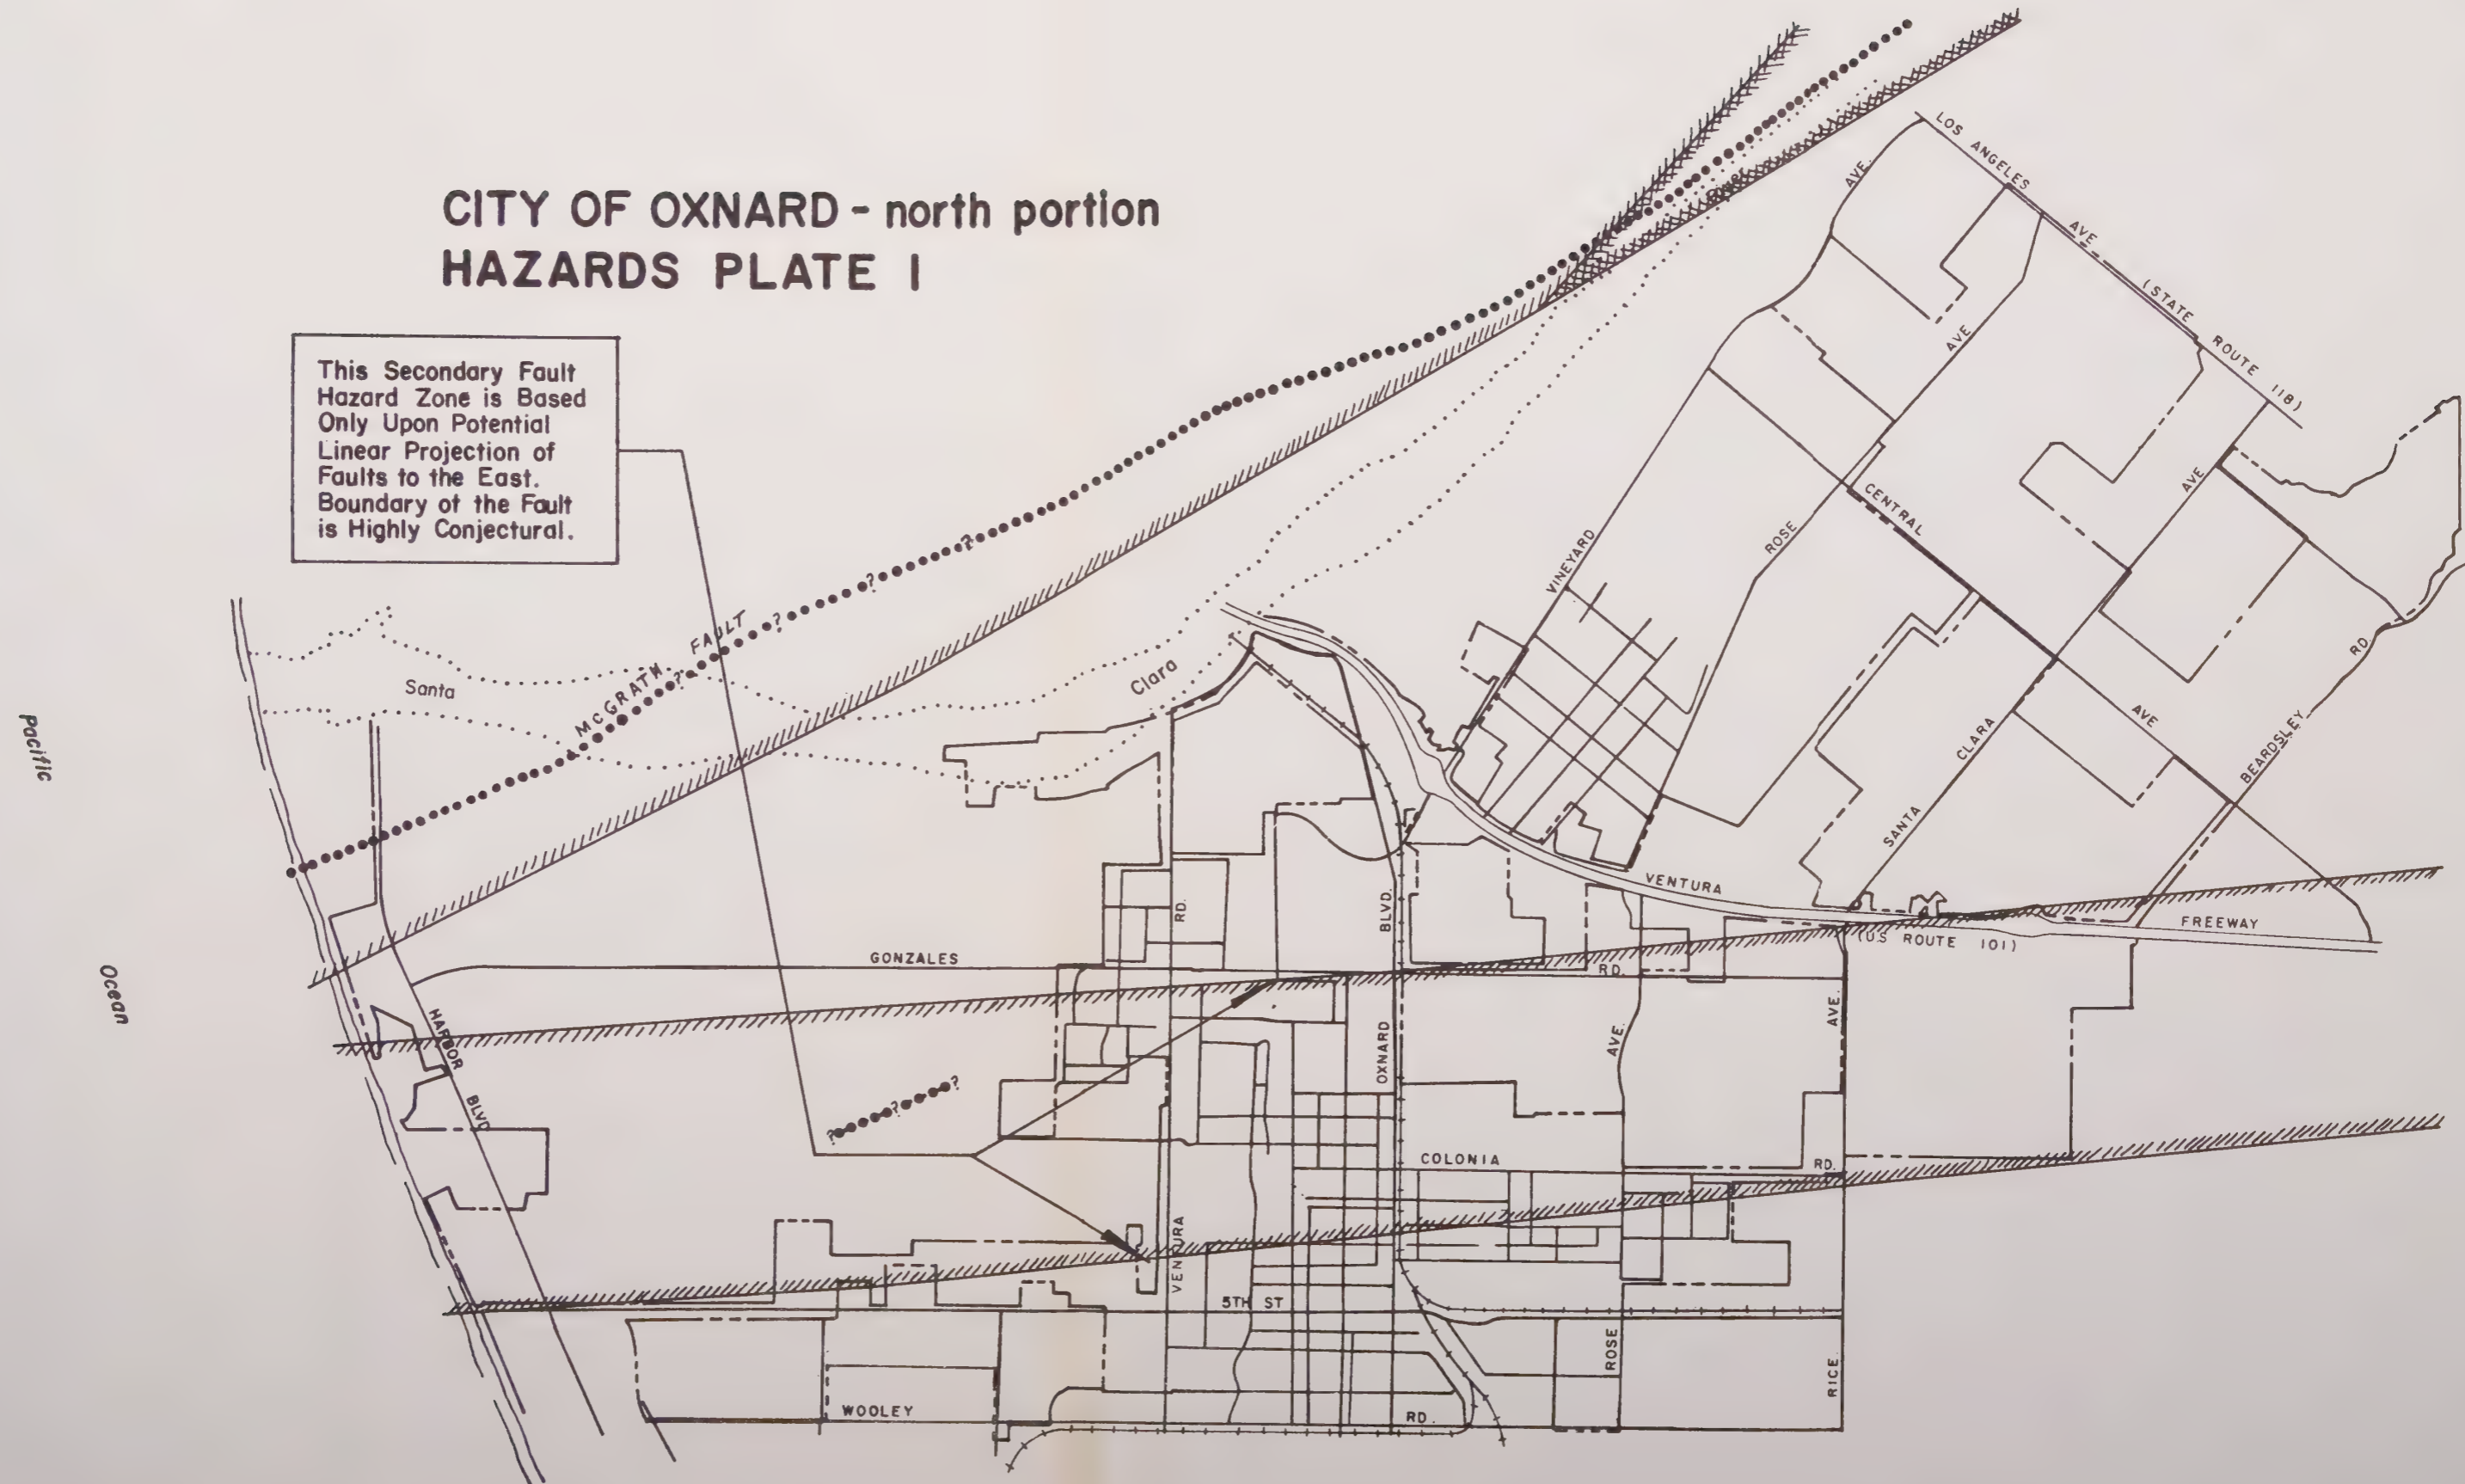 CITY OF OXNARD - north portion
HAZARDS PLATE I
This Secondary Fault
Hazard Zone is Based
Only Upon Potential
Linear Projection of
Faults to the East.
Boundary of the Fault
is Highly Conjectural.
LOS ANGELES AVE (STATE ROUTE 118)
AVE.
River
AVE
AVE
VINEYARD
ROSE
CENTRAL
AVE
?
?
?
?
McGRATH FAULT
Santa
Clara
Pacific
Ocean
SANTA CLARA
BEARDSLEY RD.
VENTURA
FREEWAY
(US ROUTE 101)
GONZALES
RD.
RD.
BLVD.
HARBOR
BLVD
OXNARD
AVE.
AVE.
?
?
?
COLONIA
RD.
VENTURA
5TH ST
ROSE
RICE
WOOLEY
RD.